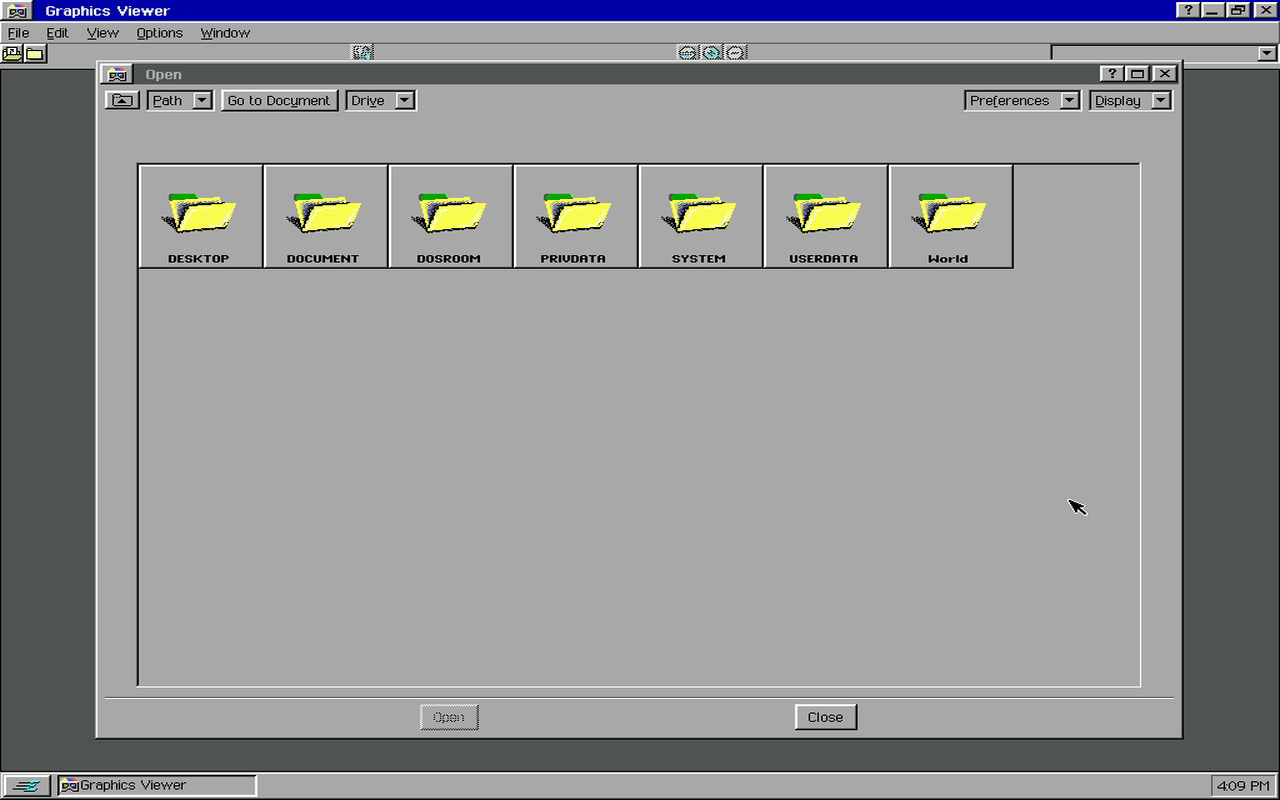 Graphics Viewer
File Edit View Options Window
Open
Path Go to Document Drive Preferences Display
DESKTOP DOCUMENT DOSROOM PRIVDATA SYSTEM USERDATA World
Open Close
Graphics Viewer 4:09 PM